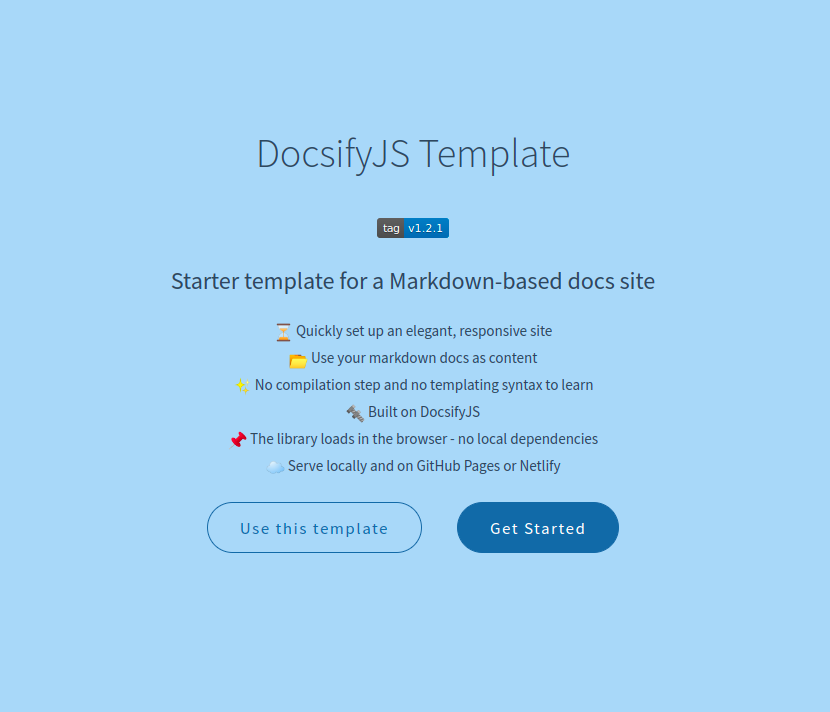 DocsifyJS Template
tag v1.2.1
Starter template for a Markdown-based docs site
Quickly set up an elegant, responsive site
Use your markdown docs as content
No compilation step and no templating syntax to learn
Built on DocsifyJS
The library loads in the browser - no local dependencies
Serve locally and on GitHub Pages or Netlify
Use this template
Get Started